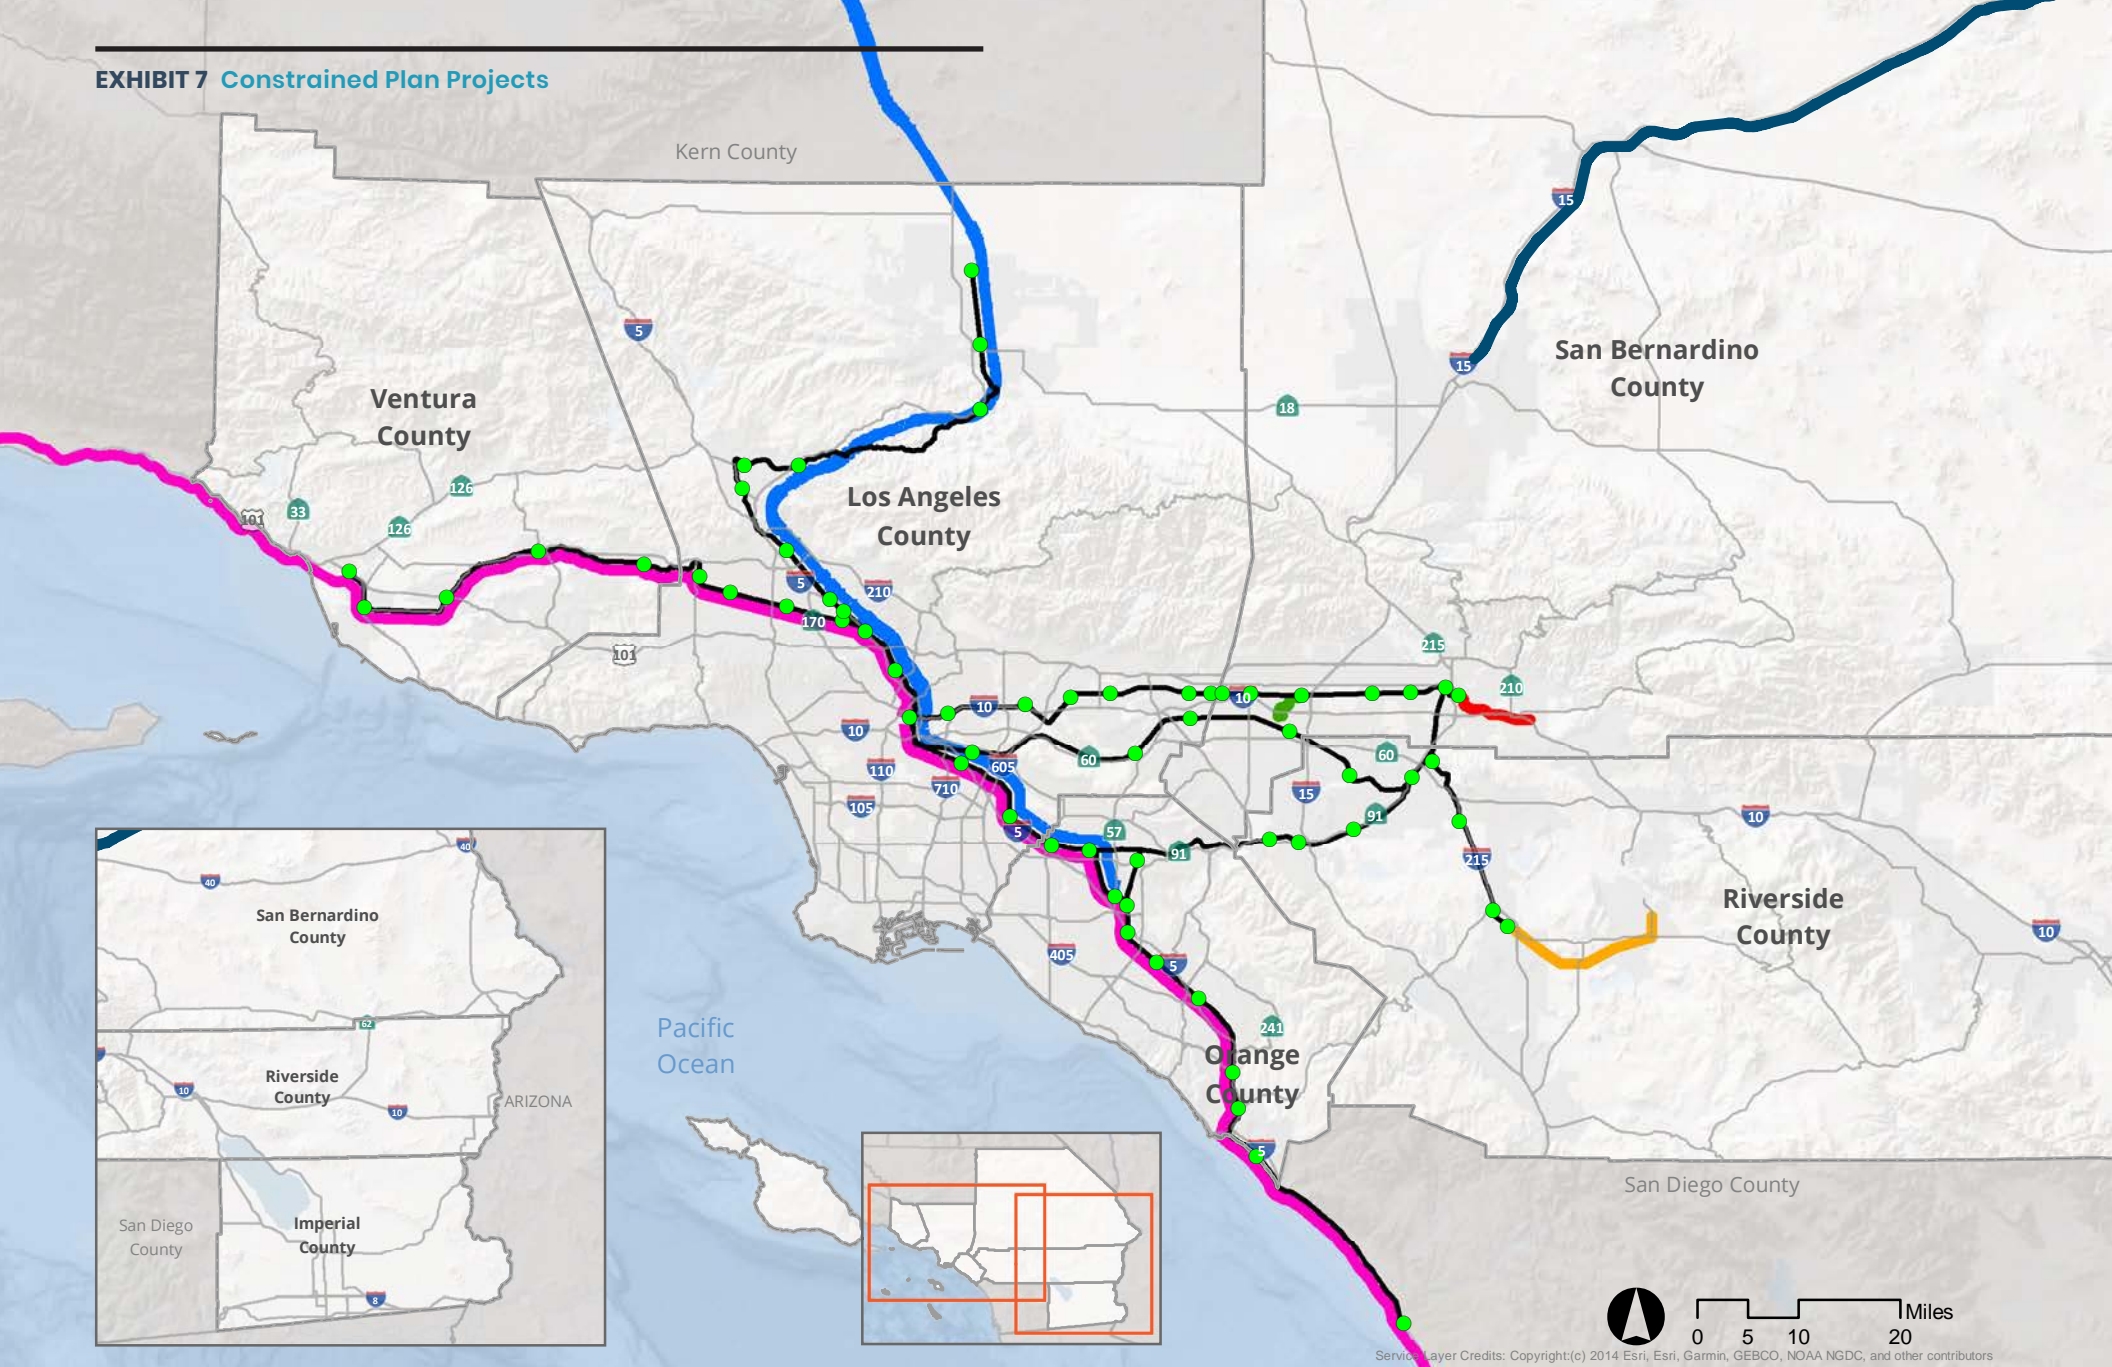 EXHIBIT 7 Constrained Plan Projects
Kern County
15
5
15
San Bernardino
County
Ventura
County
18
126
Los Angeles
County
33
101
126
5
210
170
101
215
210
10
10
10
60
60
605
110
710
15
105
10
91
5
57
91
215
Riverside
County
10
405
5
241
Pacific
Ocean
Orange
County
5
San Diego County
40
40
San Bernardino
County
62
Riverside
County
10
10
ARIZONA
San Diego
County
Imperial
County
8
Miles
0 5 10 20
Service Layer Credits: Copyright:(c) 2014 Esri, Esri, Garmin, GEBCO, NOAA NGDC, and other contributors